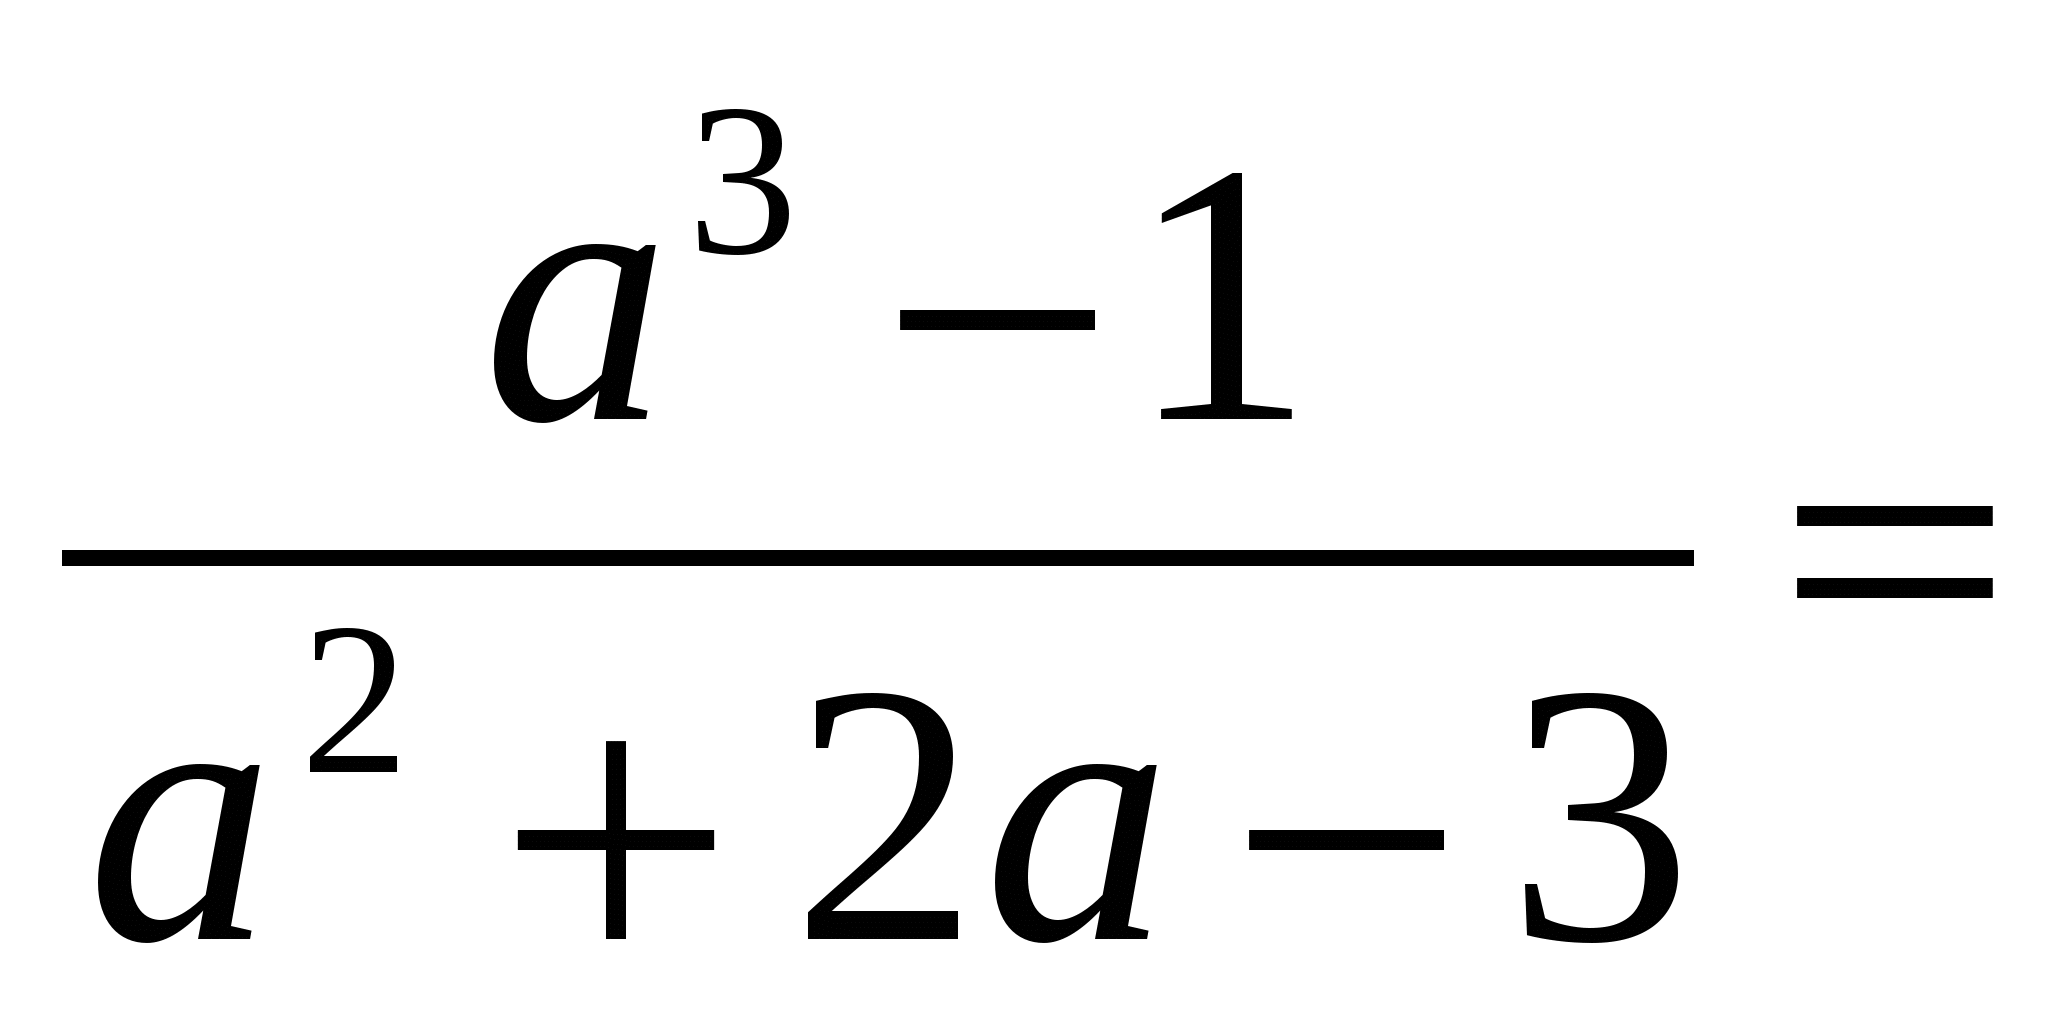 a³ − 1
a² + 2a − 3 =